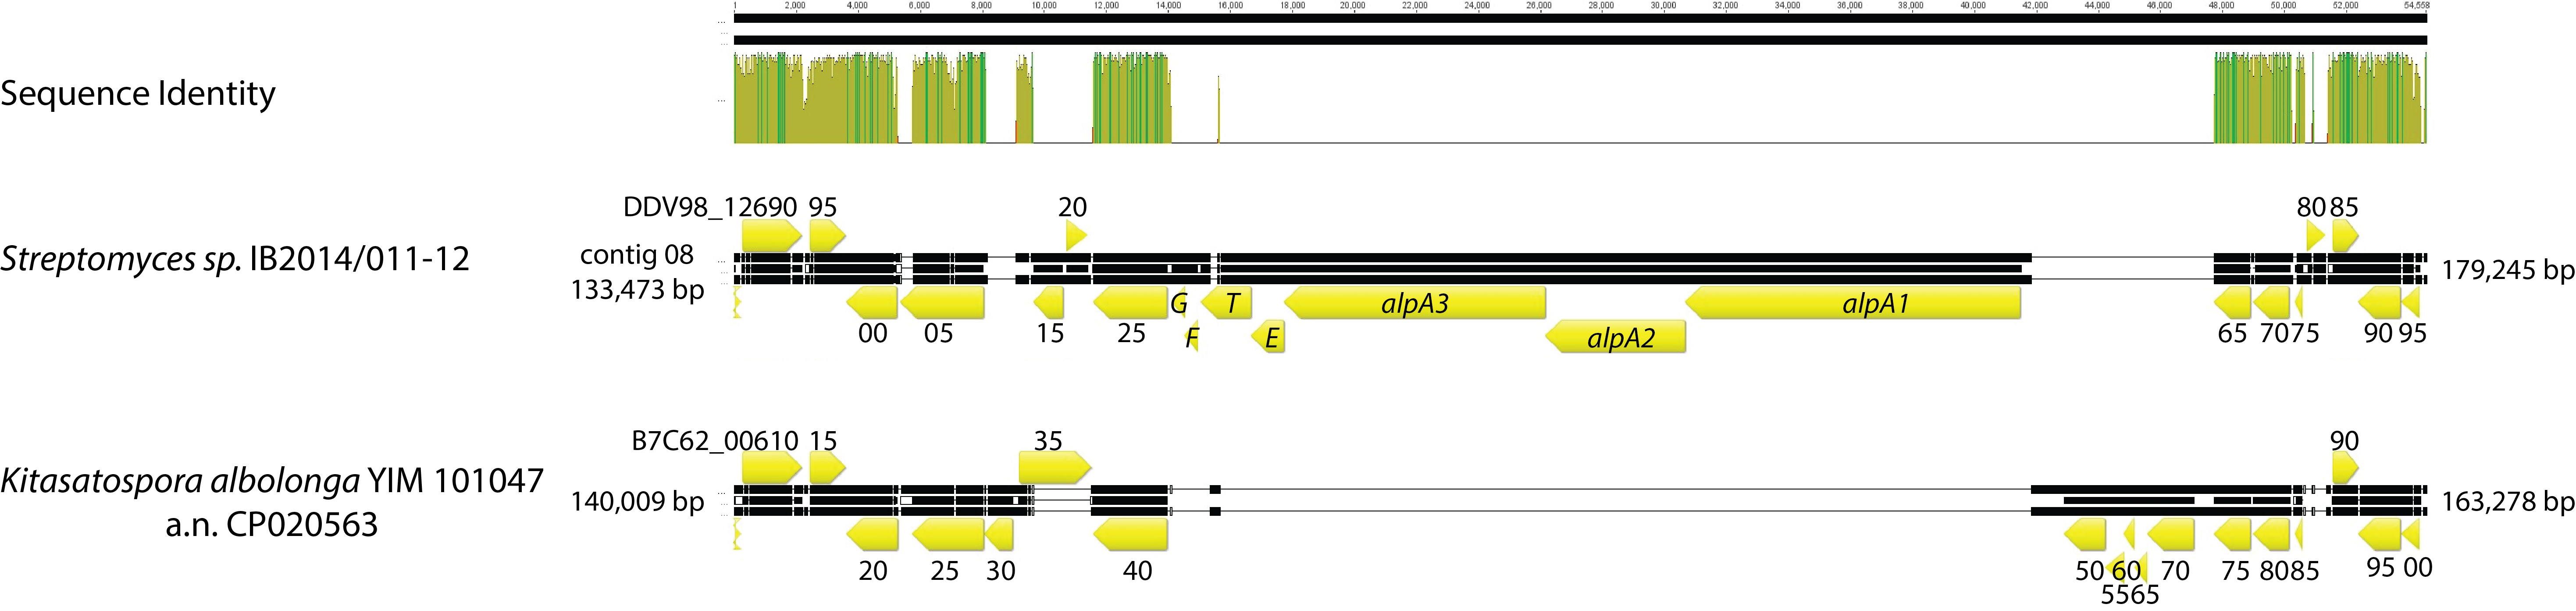 1 2,000 4,000 6,000 8,000 10,000 12,000 14,000 16,000 18,000 20,000 22,000 24,000 26,000 28,000 30,000 32,000 34,000 36,000 38,000 40,000 42,000 44,000 46,000 48,000 50,000 52,000 54,558
Sequence Identity
DDV98_12690 95 20 80 85
Streptomyces sp. IB2014/011-12
contig 08
133,473 bp
179,245 bp
G T alpA3 alpA1
00 05 15 25 F E alpA2 65 70 75 90 95
B7C62_00610 15 35 90
Kitasatospora albolonga YIM 101047
a.n. CP020563
140,009 bp
163,278 bp
20 25 30 40 50 60 70 75 80 85 95 00
55 65